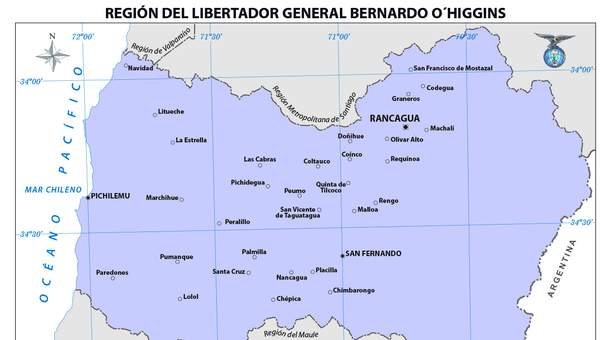 REGIÓN DEL LIBERTADOR GENERAL BERNARDO O´HIGGINS
72°00'
71°30'
71°00'
70°30'
Región de Valparaíso
Navidad
34°00'
34°00'
San Francisco de Mostazal
Codegua
Graneros
Región Metropolitana de Santiago
Litueche
RANCAGUA
Machalí
La Estrella
Doñihue
Olivar Alto
OCÉANO PACÍFICO
Las Cabras
Coltauco
Coinco
Requínoa
MAR CHILENO
Pichidegua
Peumo
Quinta de
Tilcoco
PICHILEMU
Marchihue
San Vicente
de Taguatagua
Malloa
Rengo
Peralillo
34°30'
34°30'
Pumanque
Palmilla
SAN FERNANDO
ARGENTINA
Paredones
Santa Cruz
Nancagua
Placilla
Lolol
Chépica
Chimbarongo
Región del Maule